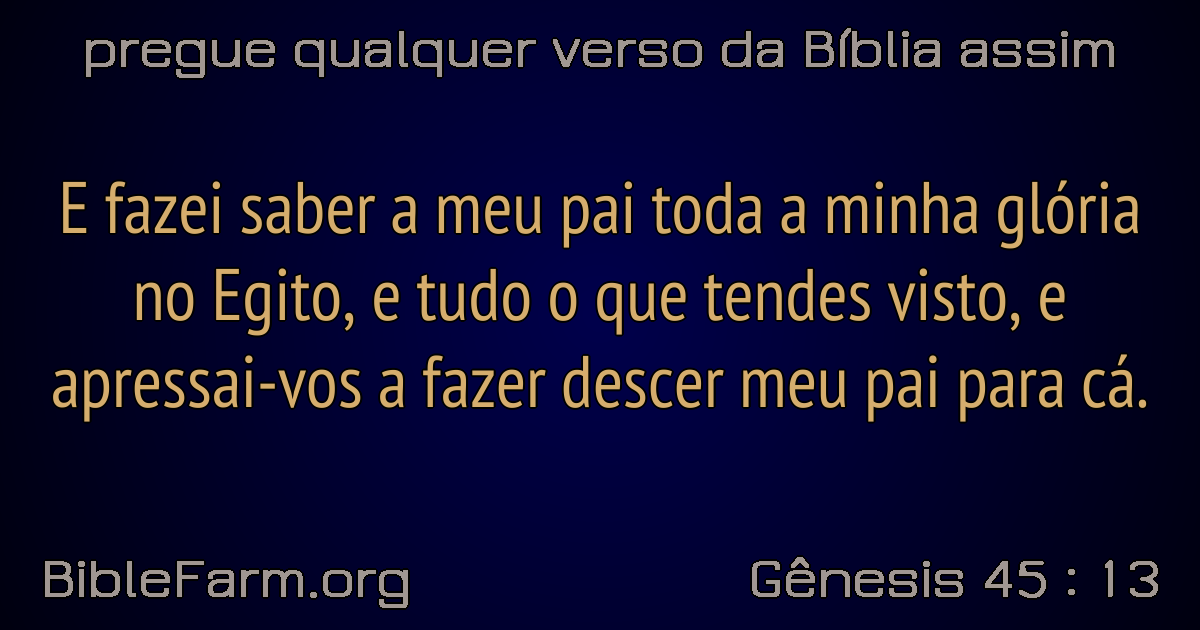 pregue qualquer verso da Bíblia assim
E fazei saber a meu pai toda a minha glória
no Egito, e tudo o que tendes visto, e
apressai-vos a fazer descer meu pai para cá.
BibleFarm.org
Gênesis 45 : 13